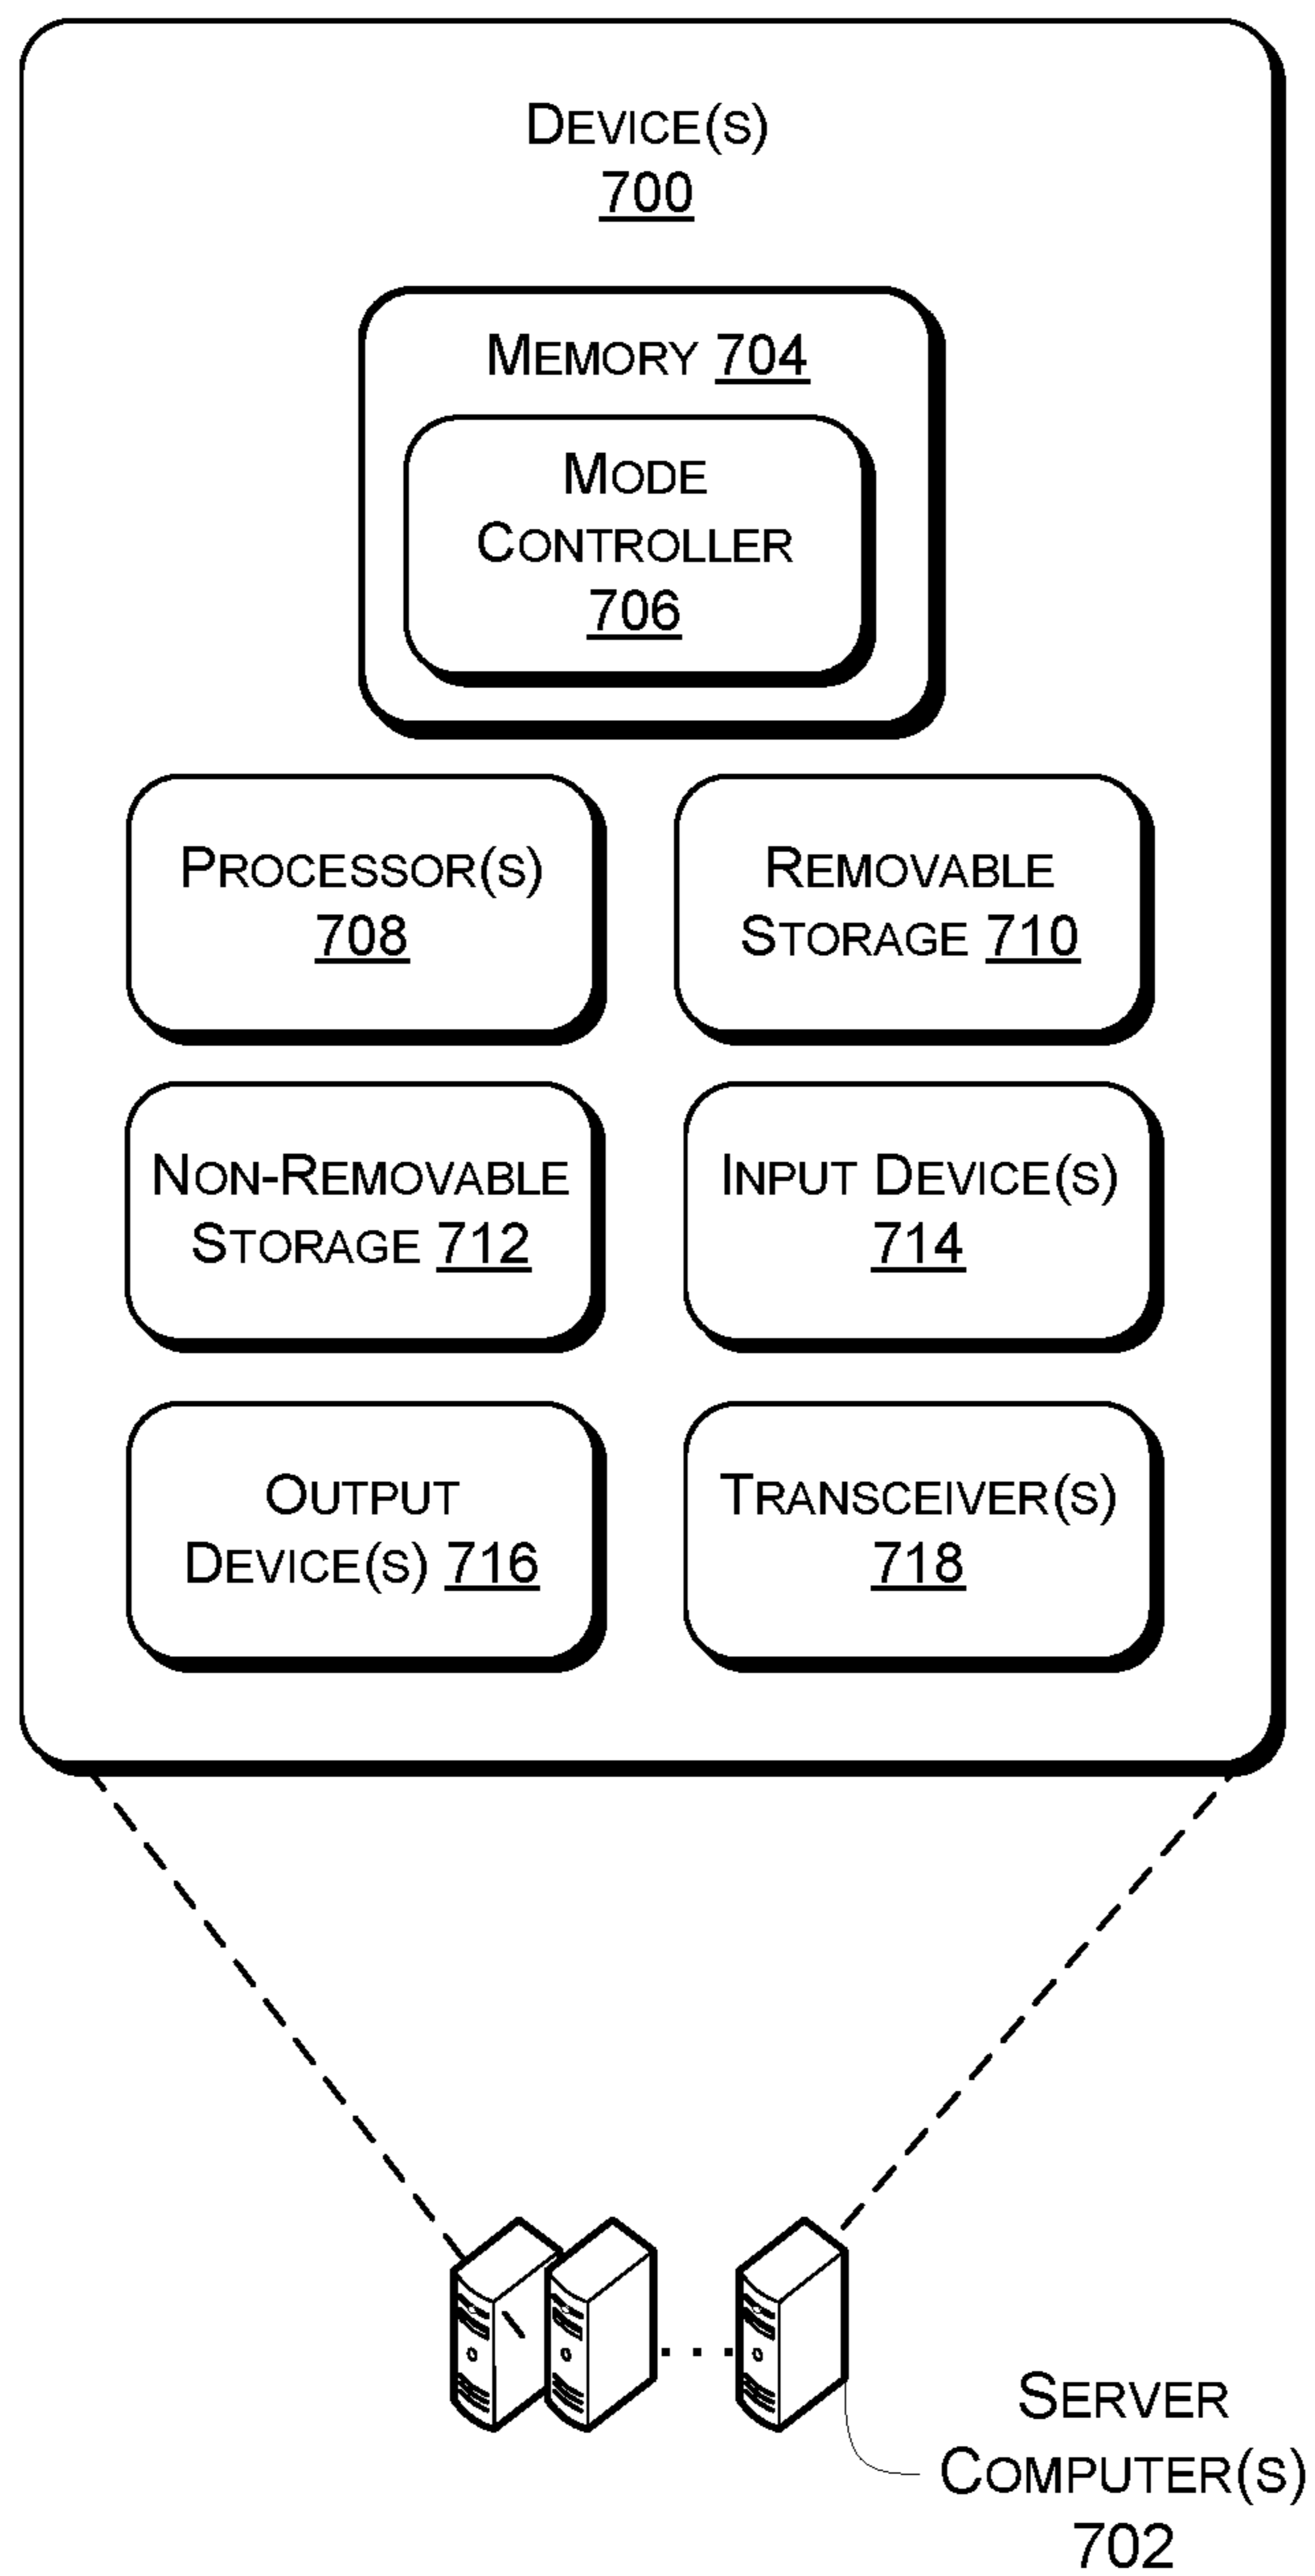 DEVICE(S)
700
MEMORY 704
MODE
CONTROLLER
706
PROCESSOR(S)
708
REMOVABLE
STORAGE 710
NON-REMOVABLE
STORAGE 712
INPUT DEVICE(S)
714
OUTPUT
DEVICE(S) 716
TRANSCEIVER(S)
718
...
SERVER
COMPUTER(S)
702